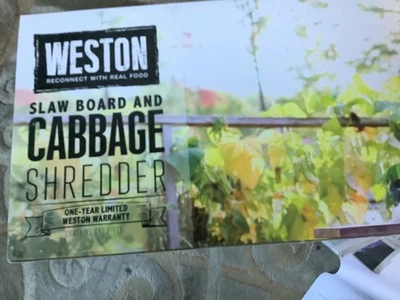 WESTON
RECONNECT WITH REAL FOOD
SLAW BOARD AND
CABBAGE
SHREDDER
ONE-YEAR LIMITED
WESTON WARRANTY